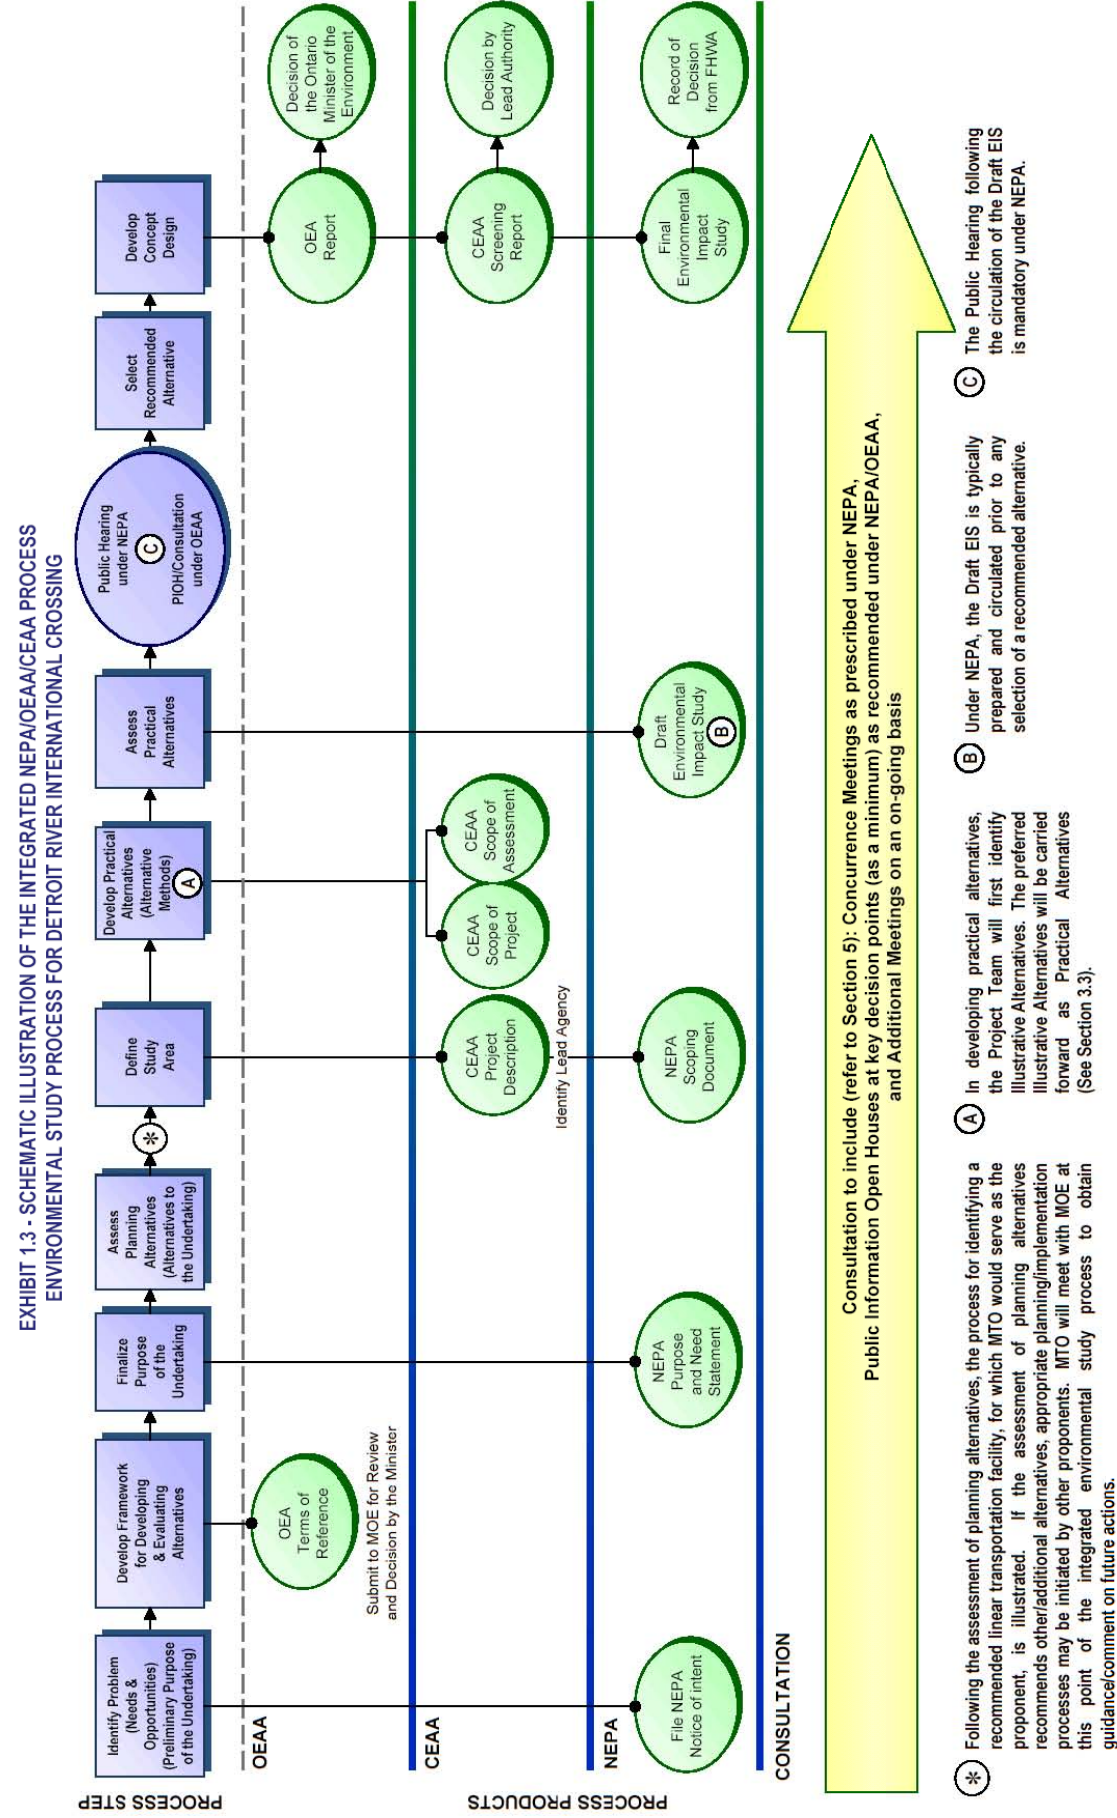 EXHIBIT 1.3 - SCHEMATIC ILLUSTRATION OF THE INTEGRATED NEPA/OEAA/CEAA PROCESS
ENVIRONMENTAL STUDY PROCESS FOR DETROIT RIVER INTERNATIONAL CROSSING
PROCESS STEP
Identify Problem
(Needs &
Opportunities)
(Preliminary Purpose
of the Undertaking)
Develop Framework
for Developing
& Evaluating
Alternatives
Finalize
Purpose
of the
Undertaking
Assess
Planning
Alternatives
(Alternatives to
the Undertaking)
*
Define
Study
Area
Develop Practical
Alternatives
(Alternative
Methods)
A
Assess
Practical
Alternatives
Public Hearing
under NEPA
C
PIOH/Consultation
under OEAA
Select
Recommended
Alternative
Develop
Concept
Design
PROCESS PRODUCTS
OEAA
OEA
Terms of
Reference
Submit to MOE for Review
and Decision by the Minister
OEA
Report
Decision of
the Ontario
Minister of the
Environment
CEAA
CEAA
Project
Description
Identify Lead Agency
CEAA
Scope of
Project
CEAA
Scope of
Assessment
CEAA
Screening
Report
Decision by
Lead Authority
NEPA
File NEPA
Notice of intent
NEPA
Purpose
and Need
Statement
NEPA
Scoping
Document
Draft
Environmental
Impact Study
B
Final
Environmental
Impact
Study
Record of
Decision
from FHWA
CONSULTATION
Consultation to include (refer to Section 5): Concurrence Meetings as prescribed under NEPA,
Public Information Open Houses at key decision points (as a minimum) as recommended under NEPA/OEAA,
and Additional Meetings on an on-going basis
*
Following the assessment of planning alternatives, the process for identifying a
recommended linear transportation facility, for which MTO would serve as the
proponent, is illustrated. If the assessment of planning alternatives
recommends other/additional alternatives, appropriate planning/implementation
processes may be initiated by other proponents. MTO will meet with MOE at
this point of the integrated environmental study process to obtain
guidance/comment on future actions.
A
In developing practical alternatives,
the Project Team will first identify
Illustrative Alternatives. The preferred
Illustrative Alternatives will be carried
forward as Practical Alternatives
(See Section 3.3).
B
Under NEPA, the Draft EIS is typically
prepared and circulated prior to any
selection of a recommended alternative.
C
The Public Hearing following
the circulation of the Draft EIS
is mandatory under NEPA.